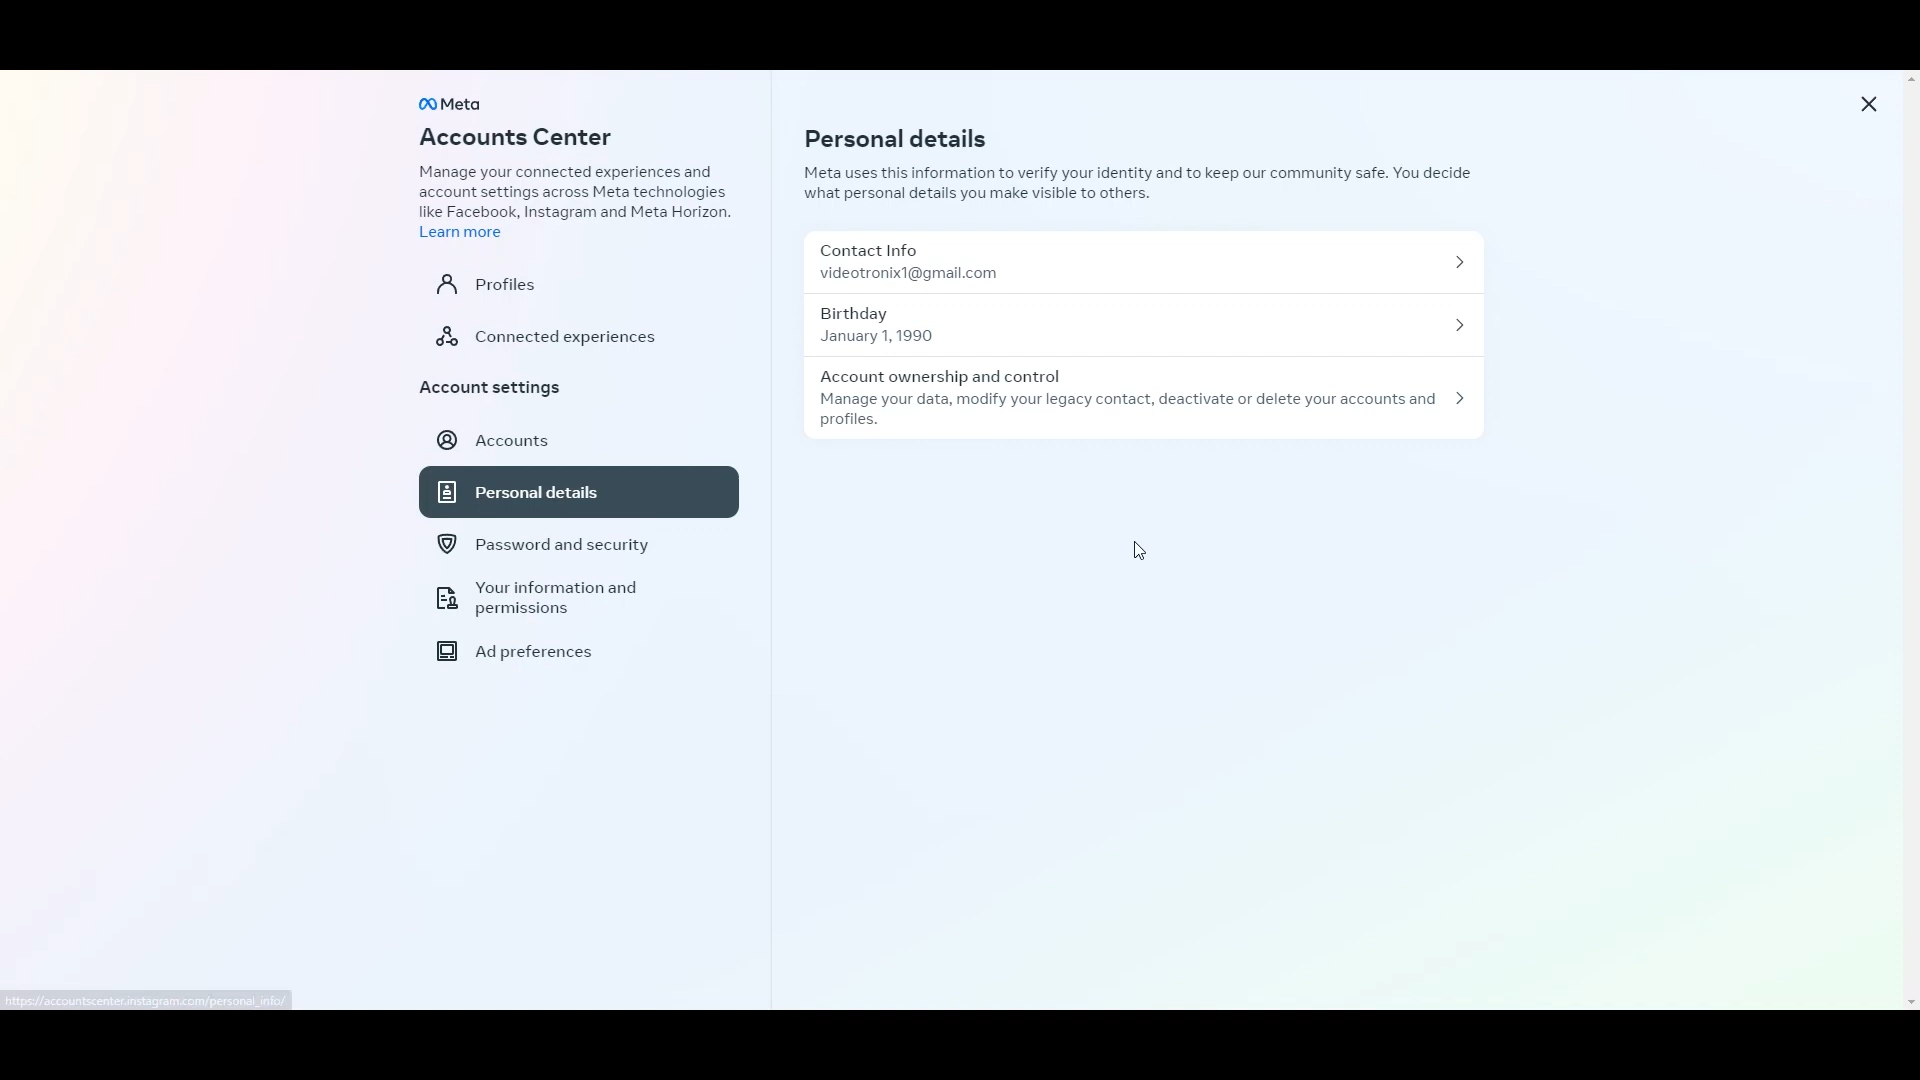 Meta
Accounts Center
Manage your connected experiences and
account settings across Meta technologies
like Facebook, Instagram and Meta Horizon.
Learn more
Profiles
Connected experiences
Account settings
Accounts
Personal details
Password and security
Your information and
permissions
Ad preferences
Personal details
Meta uses this information to verify your identity and to keep our community safe. You decide
what personal details you make visible to others.
Contact Info
videotronix1@gmail.com
Birthday
January 1, 1990
Account ownership and control
Manage your data, modify your legacy contact, deactivate or delete your accounts and
profiles.
https://accountscenter.instagram.com/personal_info/